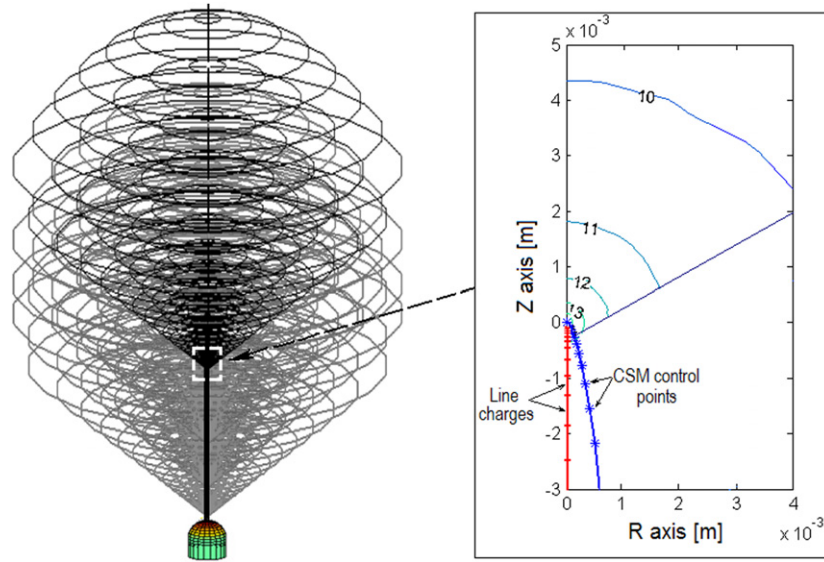 × 10⁻³
5
4
3
2
1
0
-1
-2
-3
Z axis [m]
10
11
12
13
Line charges
CSM control points
0 1 2 3 4
R axis [m] × 10⁻³